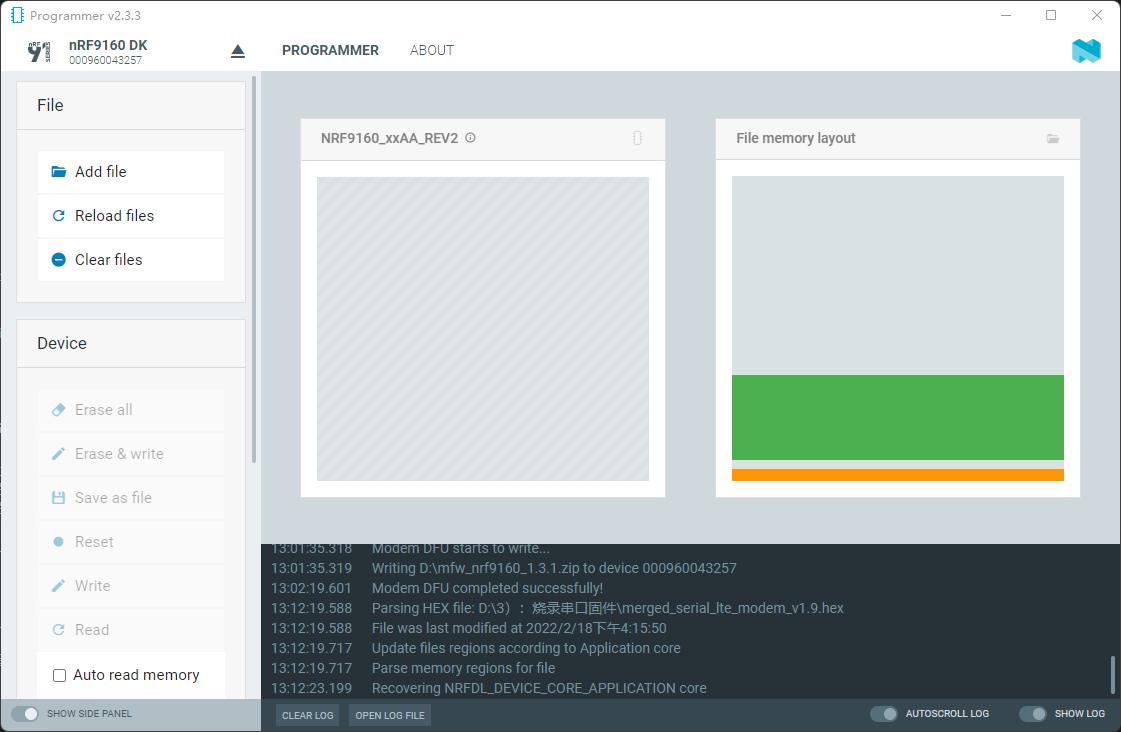 Programmer v2.3.3
nRF
91
SERIES
nRF9160 DK
000960043257
PROGRAMMER
ABOUT
File
Add file
Reload files
Clear files
Device
Erase all
Erase & write
Save as file
Reset
Write
Read
Auto read memory
SHOW SIDE PANEL
NRF9160_xxAA_REV2
File memory layout
13:01:35.318 Modem DFU starts to write...
13:01:35.319 Writing D:\mfw_nrf9160_1.3.1.zip to device 000960043257
13:02:19.601 Modem DFU completed successfully!
13:12:19.588 Parsing HEX file: D:\3）：烧录串口固件\merged_serial_lte_modem_v1.9.hex
13:12:19.588 File was last modified at 2022/2/18下午4:15:50
13:12:19.717 Update files regions according to Application core
13:12:19.717 Parse memory regions for file
13:12:23.199 Recovering NRFDL_DEVICE_CORE_APPLICATION core
CLEAR LOG
OPEN LOG FILE
AUTOSCROLL LOG
SHOW LOG